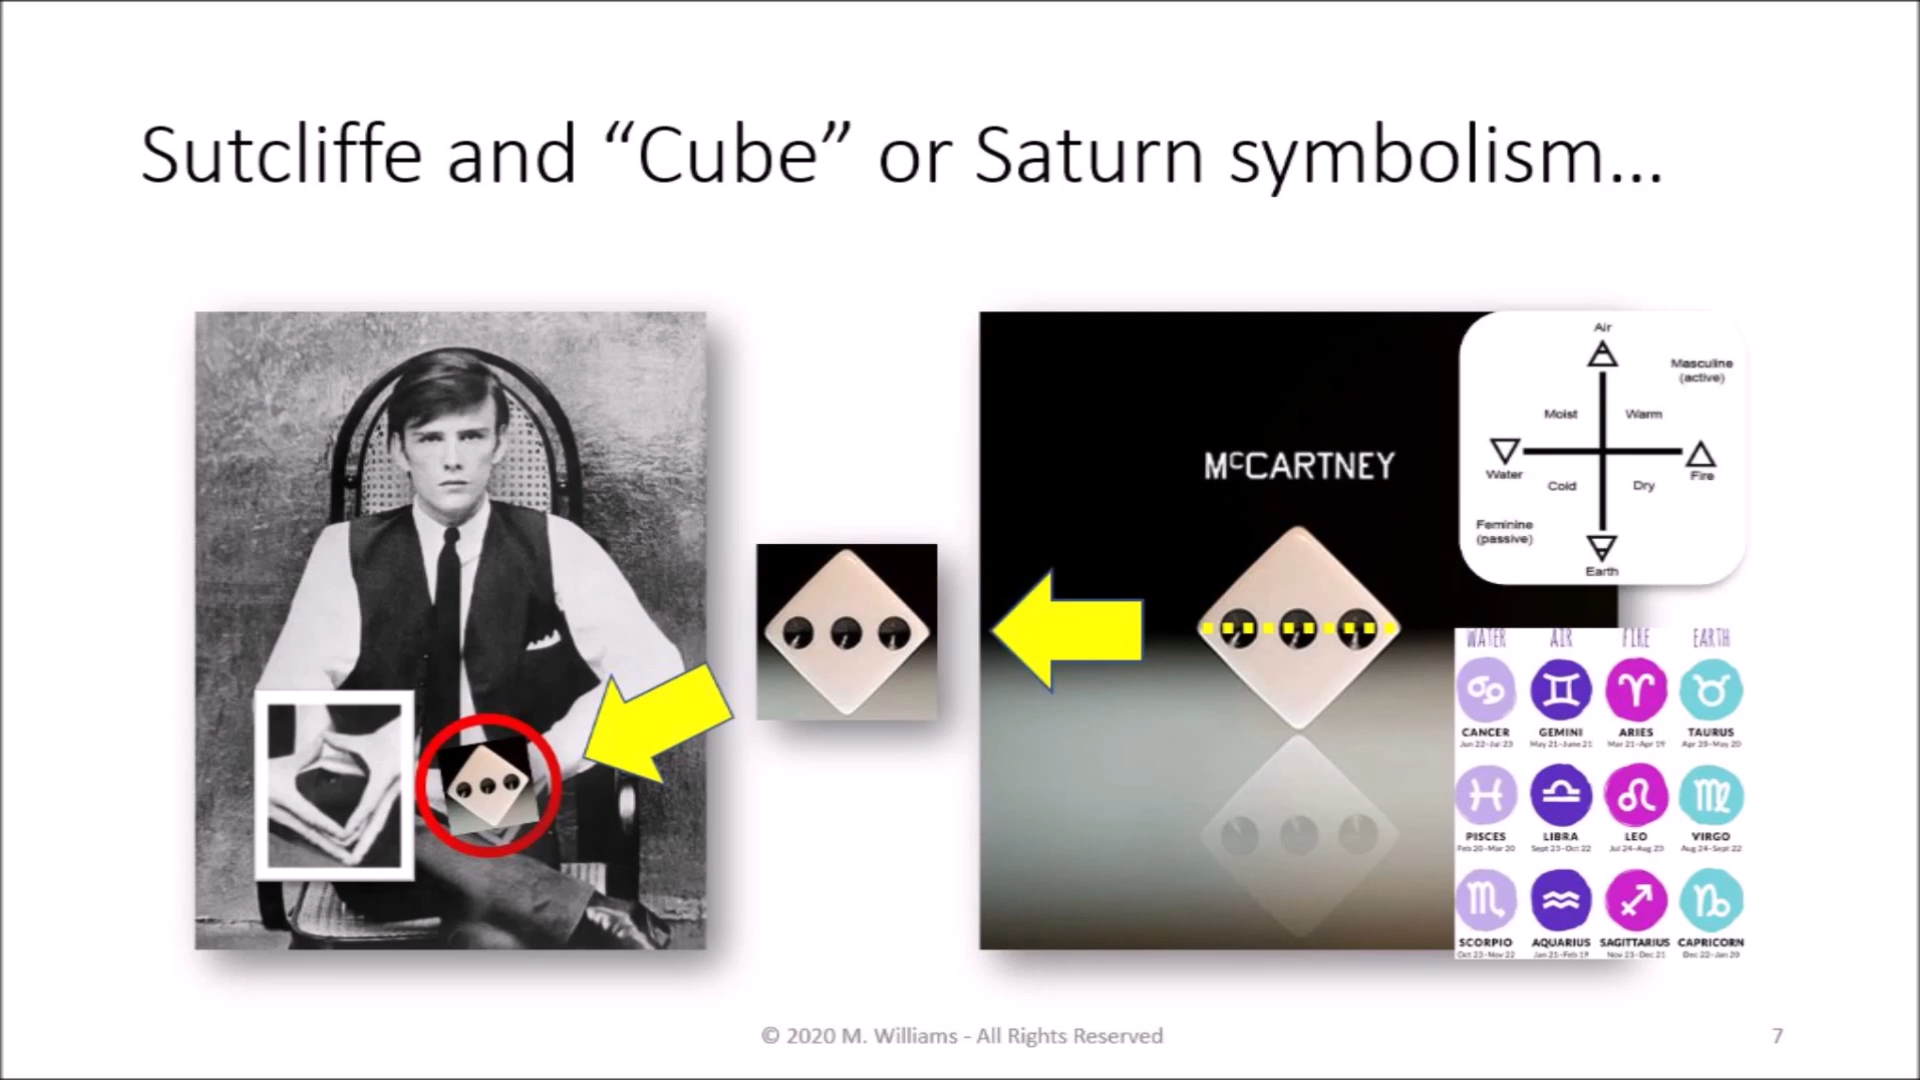 Sutcliffe and “Cube” or Saturn symbolism...
McCARTNEY
Air
Masculine
(active)
Moist
Warm
Water
Fire
Cold
Dry
Feminine
(passive)
Earth
WATER AIR FIRE EARTH
CANCER GEMINI ARIES TAURUS
Jun 22-Jul 23 May 21-June 21 Mar 21-Apr 19 Apr 20-May 20
PISCES LIBRA LEO VIRGO
Feb 20-Mar 20 Sept 23-Oct 22 Jul 24-Aug 23 Aug 24-Sept 22
SCORPIO AQUARIUS SAGITTARIUS CAPRICORN
Oct 23-Nov 22 Jan 21-Feb 19 Nov 23-Dec 21 Dec 22-Jan 20
© 2020 M. Williams - All Rights Reserved
7